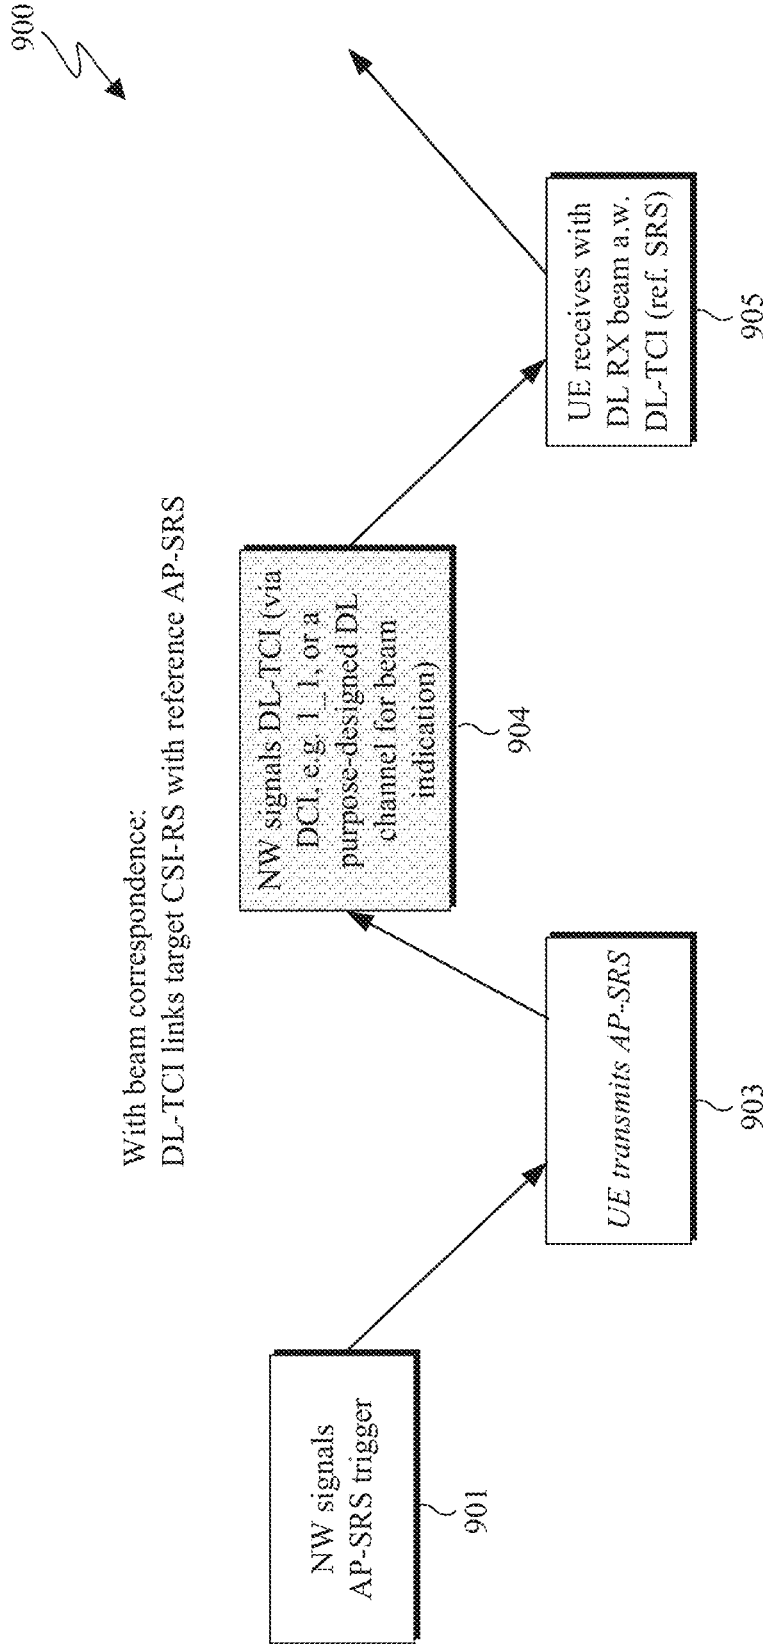 900
With beam correspondence:
DL-TCI links target CSI-RS with reference AP-SRS
NW signals
AP-SRS trigger
901
UE transmits AP-SRS
903
NW signals DL-TCI (via
DCI, e.g. 1_1, or a
purpose-designed DL
channel for beam
indication)
904
UE receives with
DL RX beam a.w.
DL-TCI (ref. SRS)
905